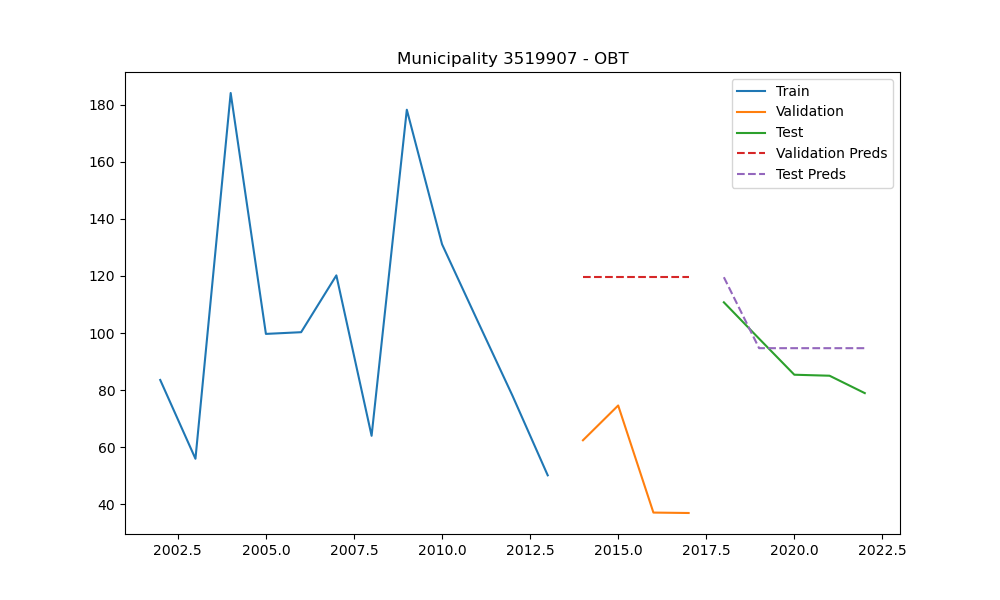 Municipality 3519907 - OBT
Train
Validation
Test
Validation Preds
Test Preds
180
160
140
120
100
80
60
40
2002.5 2005.0 2007.5 2010.0 2012.5 2015.0 2017.5 2020.0 2022.5